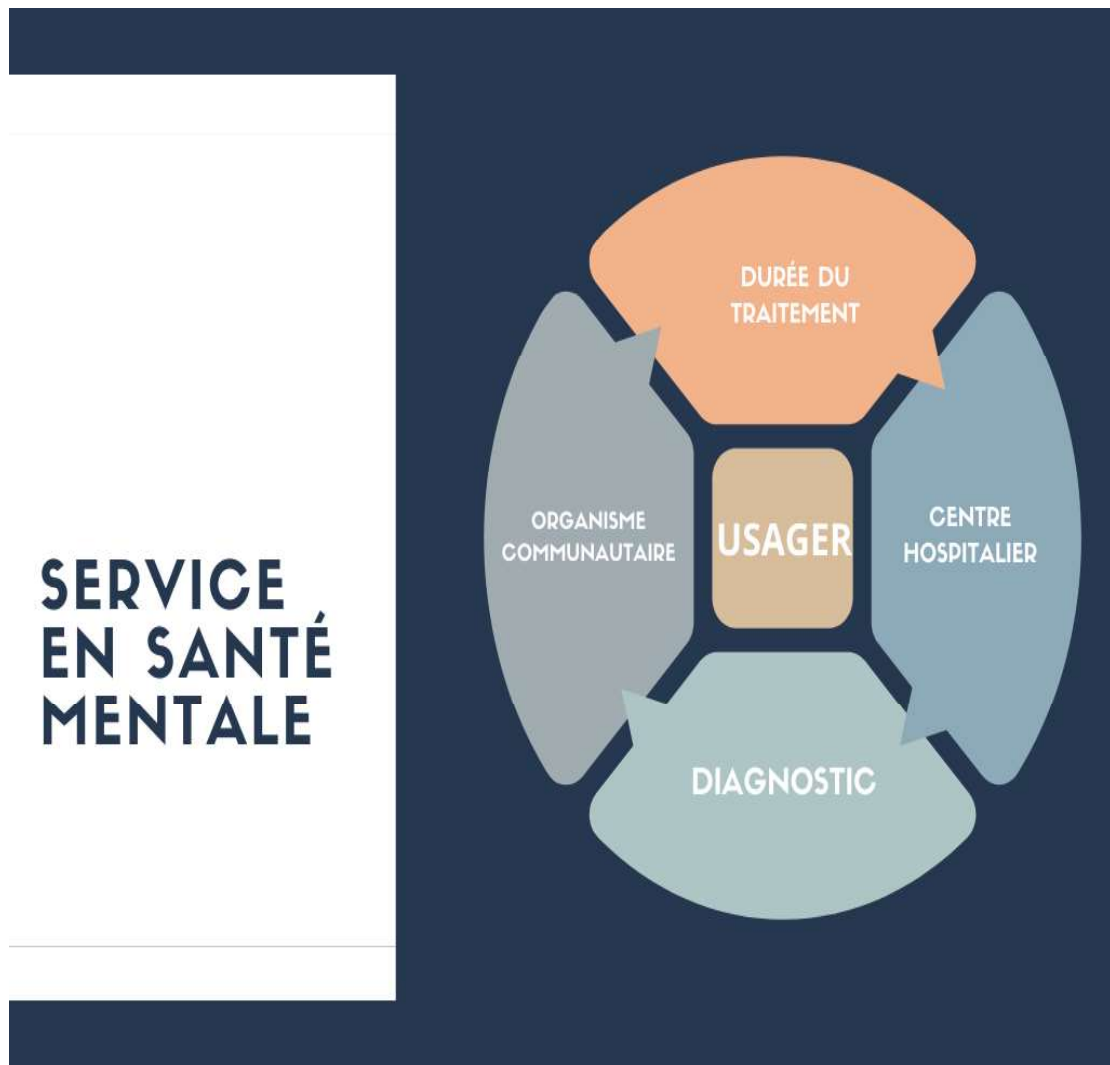 SERVICE
EN SANTÉ
MENTALE
DURÉE DU
TRAITEMENT
ORGANISME
COMMUNAUTAIRE
USAGER
CENTRE
HOSPITALIER
DIAGNOSTIC